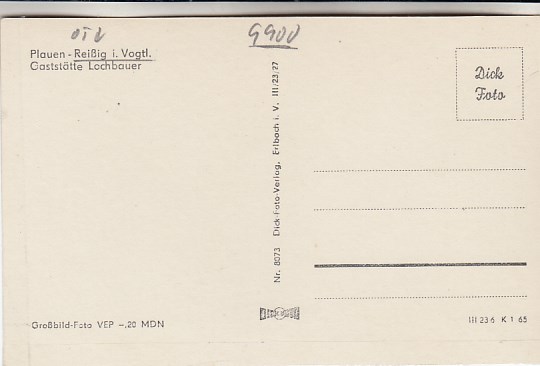 9900
Plauen - Reißig i. Vogtl.
Gaststätte Lochbauer
Dick
Foto
Nr. 8073 Dick-Foto-Verlag, Erlbach i. V. III/23/27
Großbild-Foto VEP -,20 MDN
III 23 6 K 1 65